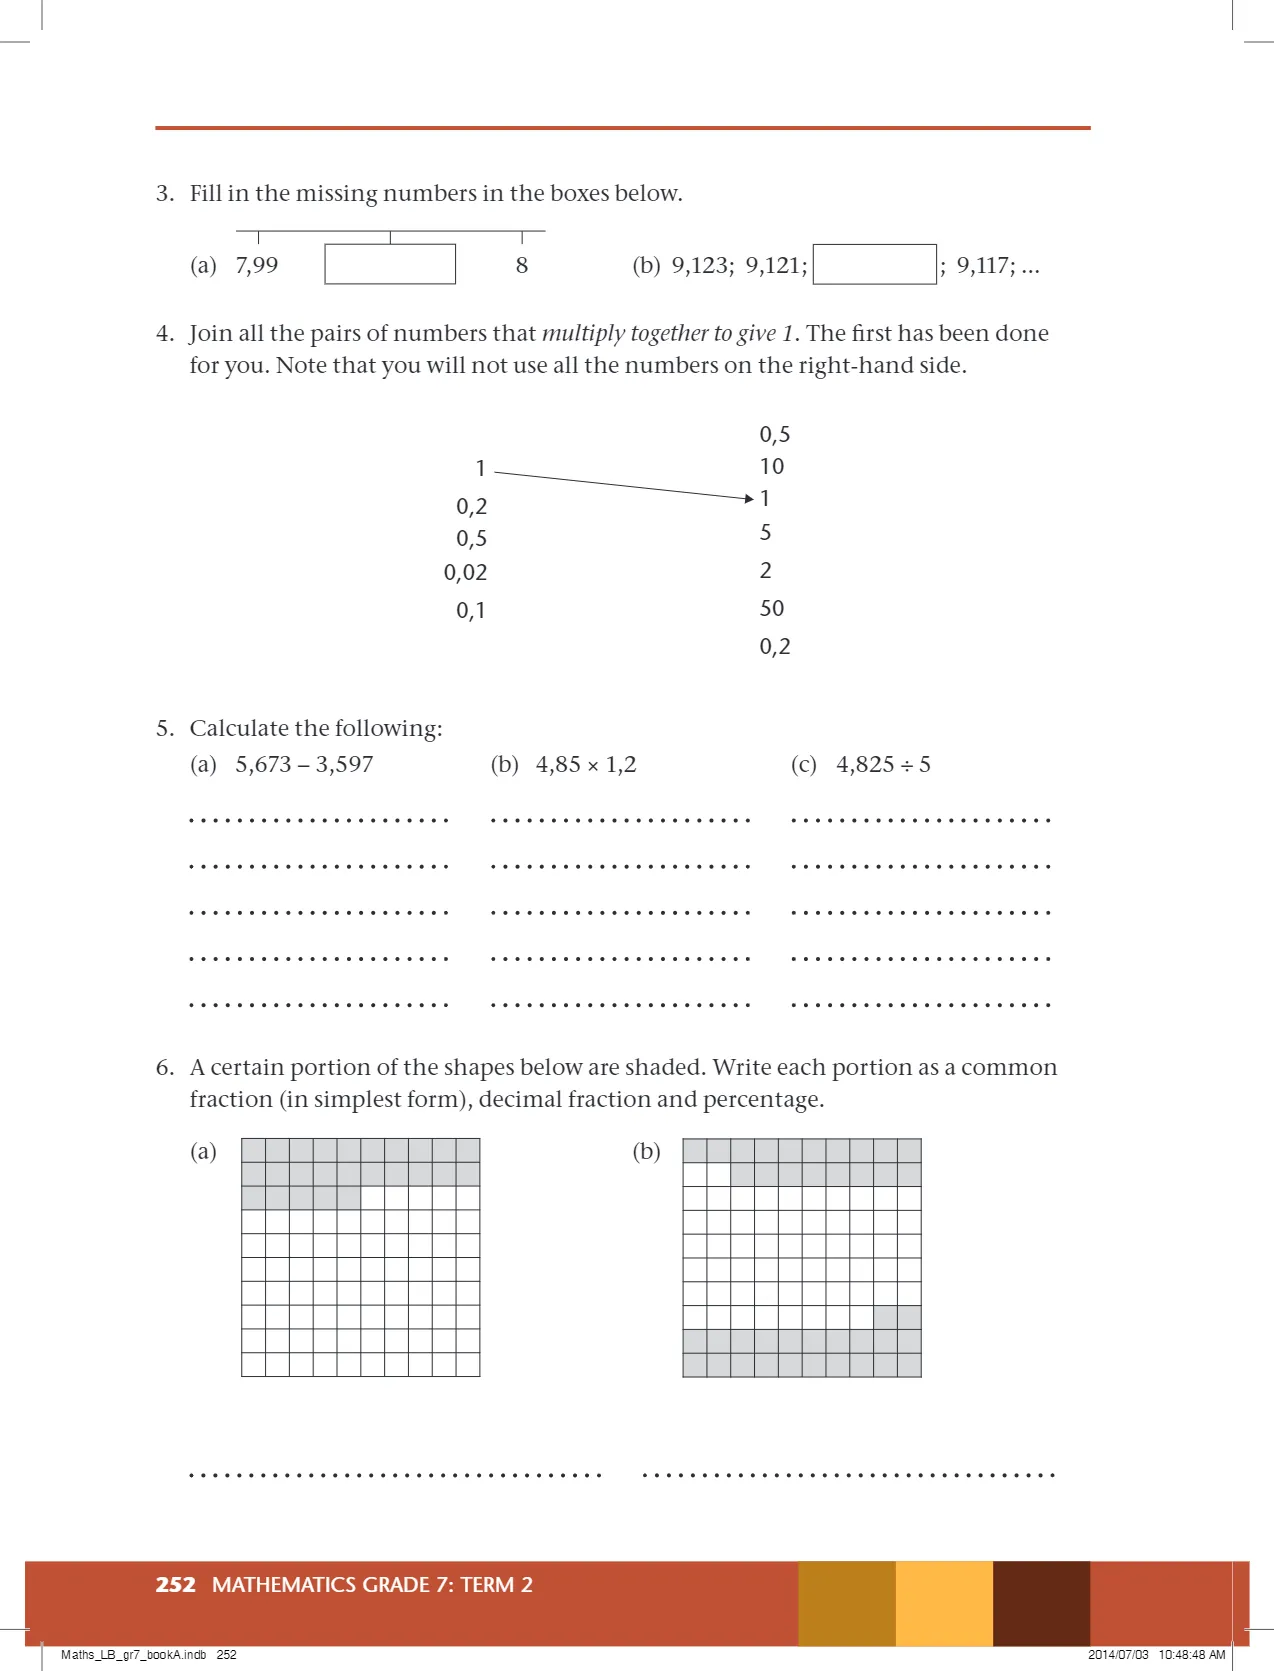 3. Fill in the missing numbers in the boxes below.
(a) 7,99 8 (b) 9,123; 9,121; ; 9,117; ...
4. Join all the pairs of numbers that multiply together to give 1. The first has been done
for you. Note that you will not use all the numbers on the right-hand side.
0,5
1 10
1
0,2
0,5 5
0,02 2
0,1 50
0,2
5. Calculate the following:
(a) 5,673 – 3,597 (b) 4,85 × 1,2 (c) 4,825 ÷ 5
6. A certain portion of the shapes below are shaded. Write each portion as a common
fraction (in simplest form), decimal fraction and percentage.
(a) (b)
252 MATHEMATICS GRADE 7: TERM 2
Maths_LB_gr7_bookA.indb 252 2014/07/03 10:48:48 AM